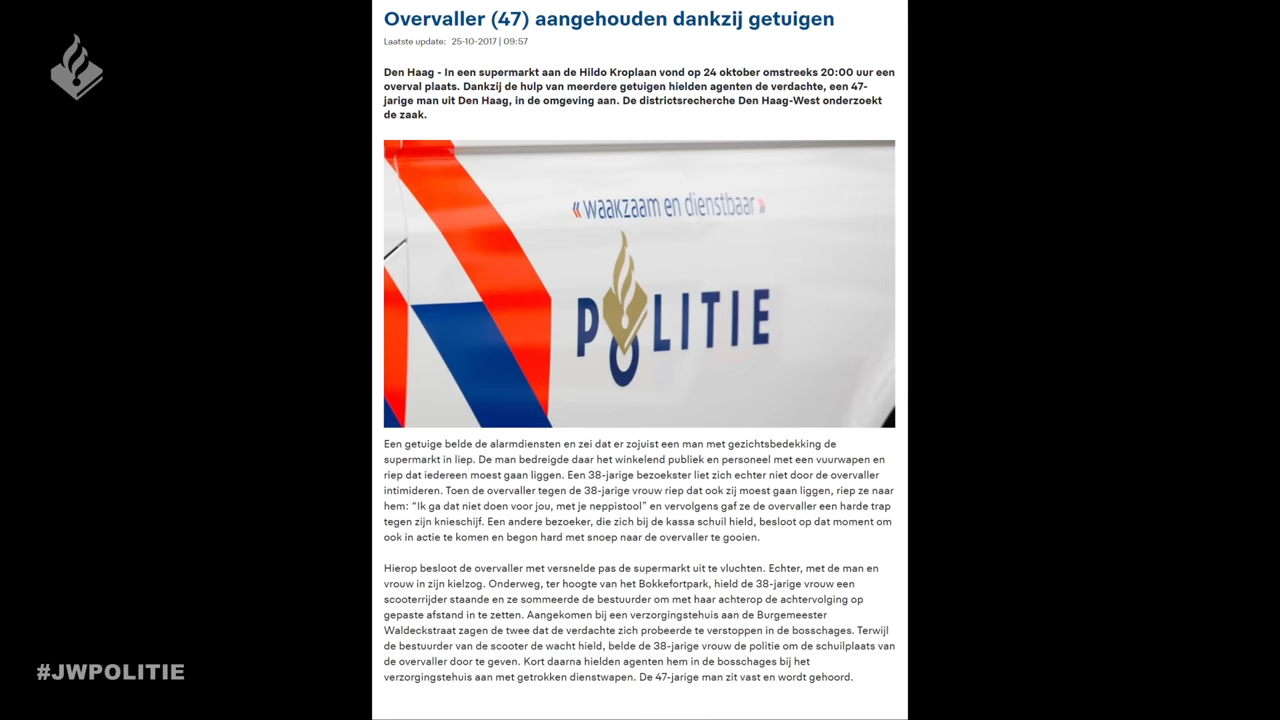 Overvaller (47) aangehouden dankzij getuigen
Laatste update: 25-10-2017 | 09:57
Den Haag - In een supermarkt aan de Hildo Kroplaan vond op 24 oktober omstreeks 20:00 uur een
overval plaats. Dankzij de hulp van meerdere getuigen hielden agenten de verdachte, een 47-
jarige man uit Den Haag, in de omgeving aan. De districtsrecherche Den Haag-West onderzoekt
de zaak.
« waakzaam en dienstbaar »
POLITIE
Een getuige belde de alarmdiensten en zei dat er zojuist een man met gezichtsbedekking de
supermarkt in liep. De man bedreigde daar het winkelend publiek en personeel met een vuurwapen en
riep dat iedereen moest gaan liggen. Een 38-jarige bezoekster liet zich echter niet door de overvaller
intimideren. Toen de overvaller tegen de 38-jarige vrouw riep dat ook zij moest gaan liggen, riep ze naar
hem: “Ik ga dat niet doen voor jou, met je neppistool” en vervolgens gaf ze de overvaller een harde trap
tegen zijn knieschijf. Een andere bezoeker, die zich bij de kassa schuil hield, besloot op dat moment om
ook in actie te komen en begon hard met snoep naar de overvaller te gooien.
Hierop besloot de overvaller met versnelde pas de supermarkt uit te vluchten. Echter, met de man en
vrouw in zijn kielzog. Onderweg, ter hoogte van het Bokkefortpark, hield de 38-jarige vrouw een
scooterrijder staande en ze sommeerde de bestuurder om met haar achterop de achtervolging op
gepaste afstand in te zetten. Aangekomen bij een verzorgingstehuis aan de Burgemeester
Waldeckstraat zagen de twee dat de verdachte zich probeerde te verstoppen in de bosschages. Terwijl
de bestuurder van de scooter de wacht hield, belde de 38-jarige vrouw de politie om de schuilplaats van
de overvaller door te geven. Kort daarna hielden agenten hem in de bosschages bij het
verzorgingstehuis aan met getrokken dienstwapen. De 47-jarige man zit vast en wordt gehoord.
#JWPOLITIE